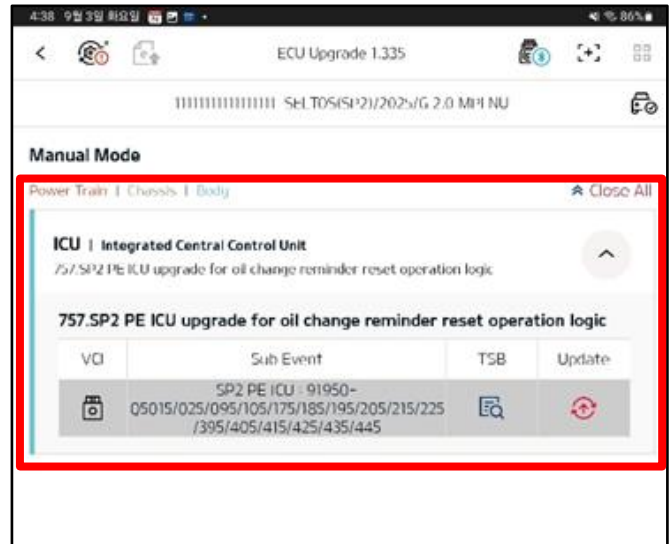 4:38 9월 3일 화요일
86%
ECU Upgrade 1.335
11111111111111111 SELTOS(SP2)/2025/G 2.0 MPI NU
Manual Mode
Power Train | Chassis | Body
Close All
ICU | Integrated Central Control Unit
757.SP2 PE ICU upgrade for oil change reminder reset operation logic
757.SP2 PE ICU upgrade for oil change reminder reset operation logic
VCI Sub Event TSB Update
SP2 PE ICU : 91950-
Q5015/025/095/105/175/185/195/205/215/225
/395/405/415/425/435/445